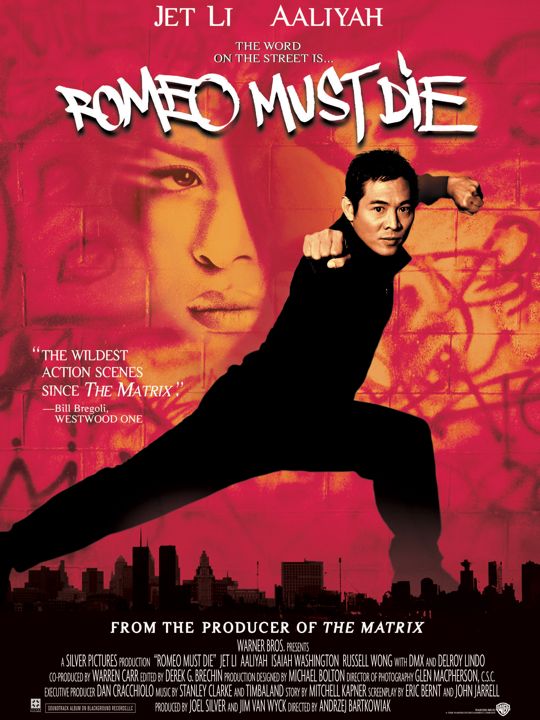 JET LI AALIYAH
THE WORD
ON THE STREET IS...
ROMEO MUST DIE
“THE WILDEST
ACTION SCENES
SINCE THE MATRIX.”
—Bill Bregoli,
WESTWOOD ONE
FROM THE PRODUCER OF THE MATRIX
WARNER BROS. PRESENTS
A SILVER PICTURES PRODUCTION “ROMEO MUST DIE” JET LI AALIYAH ISAIAH WASHINGTON RUSSELL WONG WITH DMX AND DELROY LINDO
CO-PRODUCED BY WARREN CARR EDITED BY DEREK G. BRECHIN PRODUCTION DESIGNED BY MICHAEL BOLTON DIRECTOR OF PHOTOGRAPHY GLEN MACPHERSON, C.S.C.
EXECUTIVE PRODUCER DAN CRACCHIOLO MUSIC BY STANLEY CLARKE AND TIMBALAND STORY BY MITCHELL KAPNER SCREENPLAY BY ERIC BERNT AND JOHN JARRELL
SOUNDTRACK ALBUM ON BLACKGROUND RECORDS PRODUCED BY JOEL SILVER AND JIM VAN WYCK DIRECTED BY ANDRZEJ BARTKOWIAK